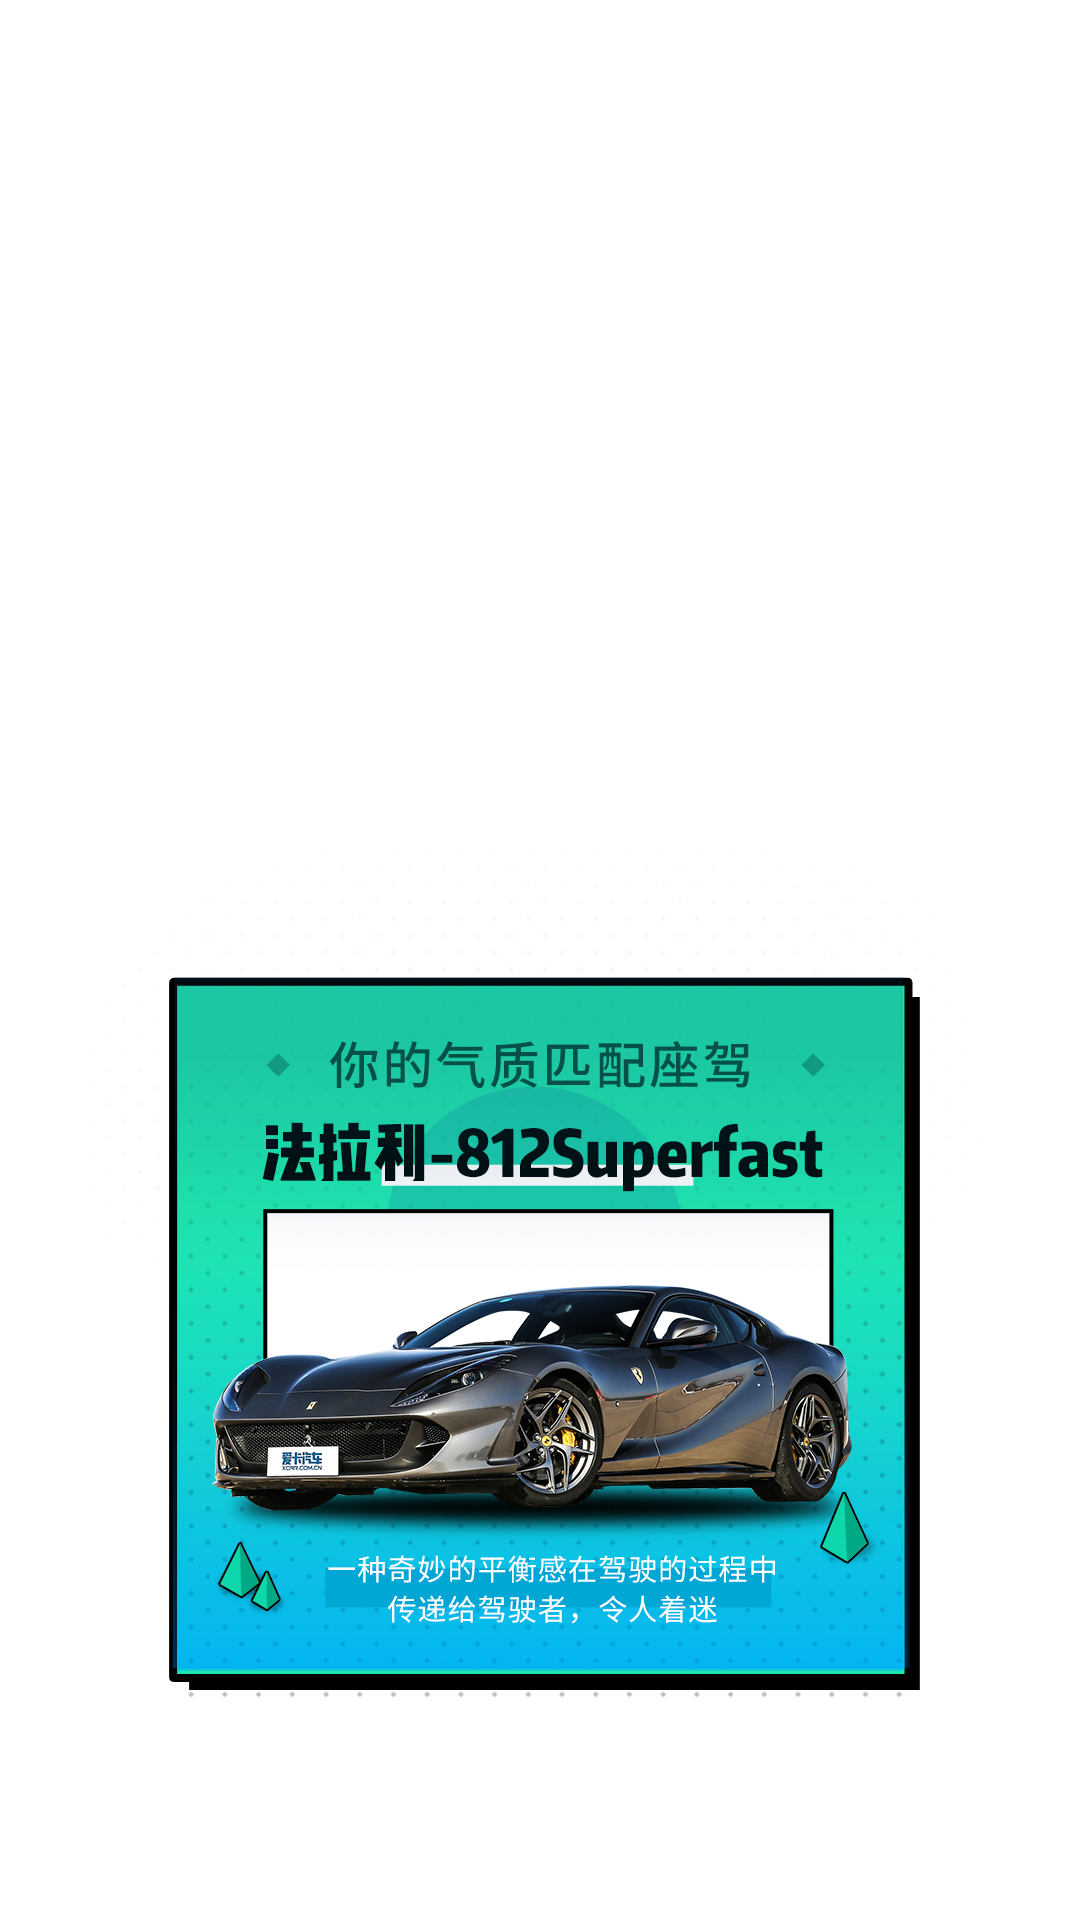 你的气质匹配座驾
法拉利-812Superfast
爱卡汽车
XCAR.COM.CN
一种奇妙的平衡感在驾驶的过程中
传递给驾驶者，令人着迷